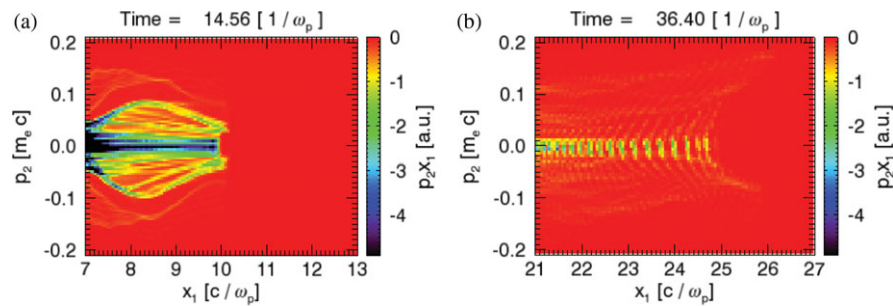 (a)
Time = 14.56 [ 1 / ω_p ]
p_2 [m_e c]
0.2
0.1
0.0
-0.1
-0.2
7 8 9 10 11 12 13
x_1 [c / ω_p]
0
-1
-2
-3
-4
p_2x_1 [a.u.]
(b)
Time = 36.40 [ 1 / ω_p ]
p_2 [m_e c]
0.2
0.1
0.0
-0.1
-0.2
21 22 23 24 25 26 27
x_1 [c / ω_p]
0
-1
-2
-3
-4
p_2x_1 [a.u.]